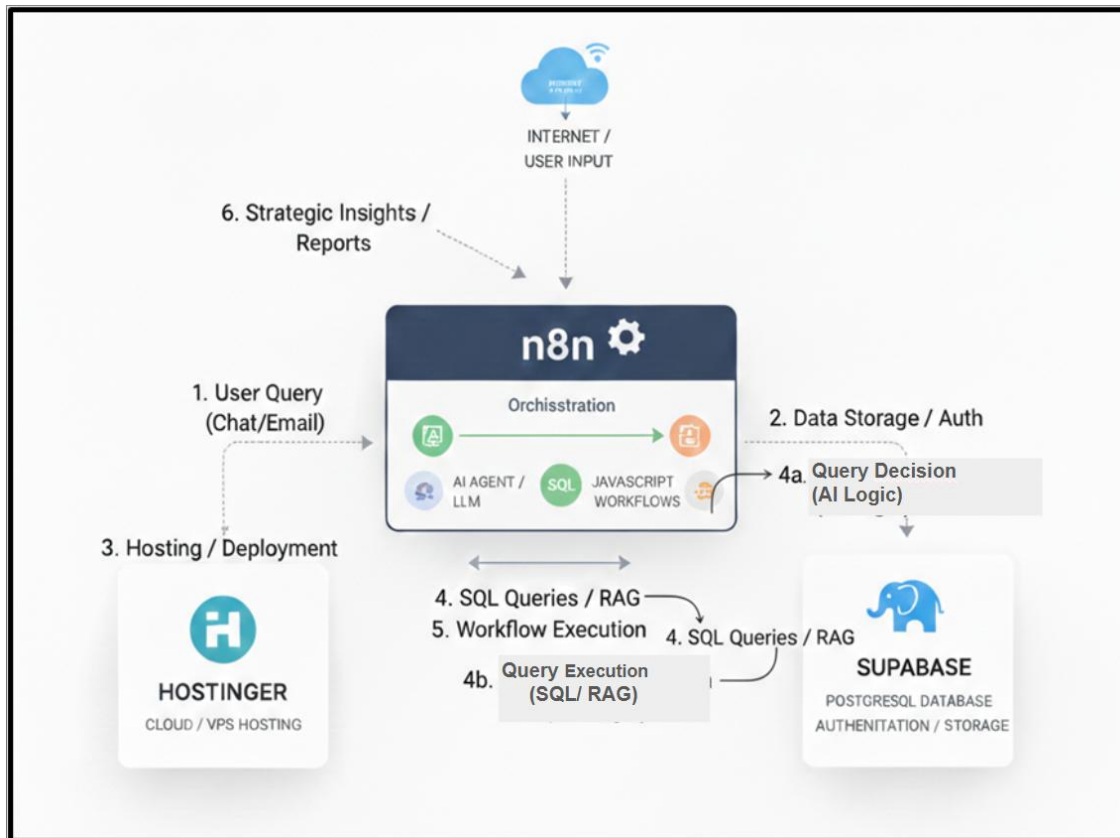 INTERNET /
USER INPUT
6. Strategic Insights /
Reports
n8n
Orchisstration
AI AGENT /
LLM
SQL
JAVASCRIPT
WORKFLOWS
1. User Query
(Chat/Email)
2. Data Storage / Auth
4a. Query Decision
(AI Logic)
3. Hosting / Deployment
4. SQL Queries / RAG
5. Workflow Execution
4. SQL Queries / RAG
4b. Query Execution
(SQL/ RAG)
HOSTINGER
CLOUD / VPS HOSTING
SUPABASE
POSTGRESQL DATABASE
AUTHENITATION / STORAGE